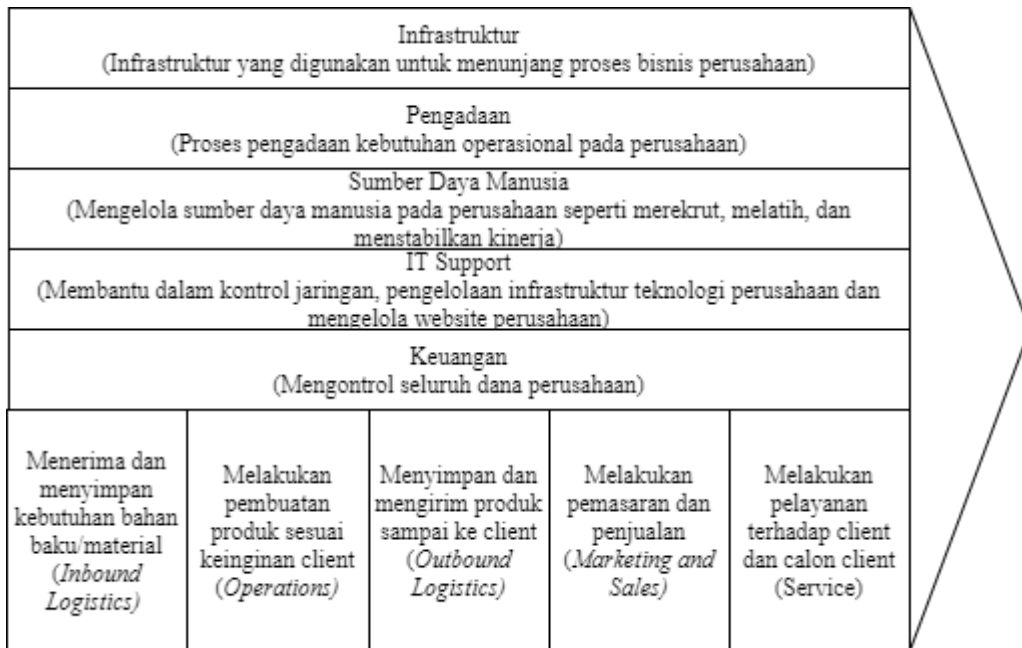 Infrastruktur
(Infrastruktur yang digunakan untuk menunjang proses bisnis perusahaan)
Pengadaan
(Proses pengadaan kebutuhan operasional pada perusahaan)
Sumber Daya Manusia
(Mengelola sumber daya manusia pada perusahaan seperti merekrut, melatih, dan
menstabilkan kinerja)
IT Support
(Membantu dalam kontrol jaringan, pengelolaan infrastruktur teknologi perusahaan dan
mengelola website perusahaan)
Keuangan
(Mengontrol seluruh dana perusahaan)
Menerima dan
menyimpan
kebutuhan bahan
baku/material
(Inbound
Logistics)
Melakukan
pembuatan
produk sesuai
keinginan client
(Operations)
Menyimpan dan
mengirim produk
sampai ke client
(Outbound
Logistics)
Melakukan
pemasaran dan
penjualan
(Marketing and
Sales)
Melakukan
pelayanan
terhadap client
dan calon client
(Service)